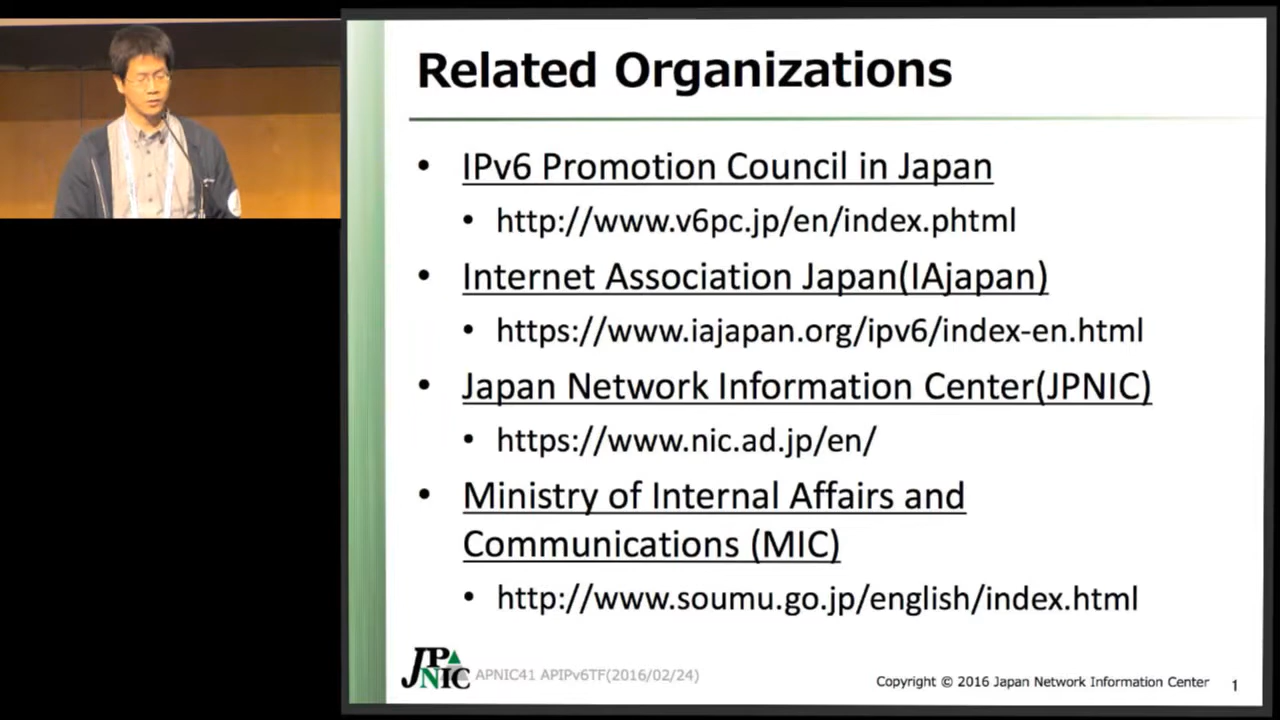 Related Organizations
• IPv6 Promotion Council in Japan
• http://www.v6pc.jp/en/index.phtml
• Internet Association Japan(IAjapan)
• https://www.iajapan.org/ipv6/index-en.html
• Japan Network Information Center(JPNIC)
• https://www.nic.ad.jp/en/
• Ministry of Internal Affairs and
Communications (MIC)
• http://www.soumu.go.jp/english/index.html
JPNIC
APNIC41 APIPv6TF(2016/02/24)
Copyright © 2016 Japan Network Information Center
1